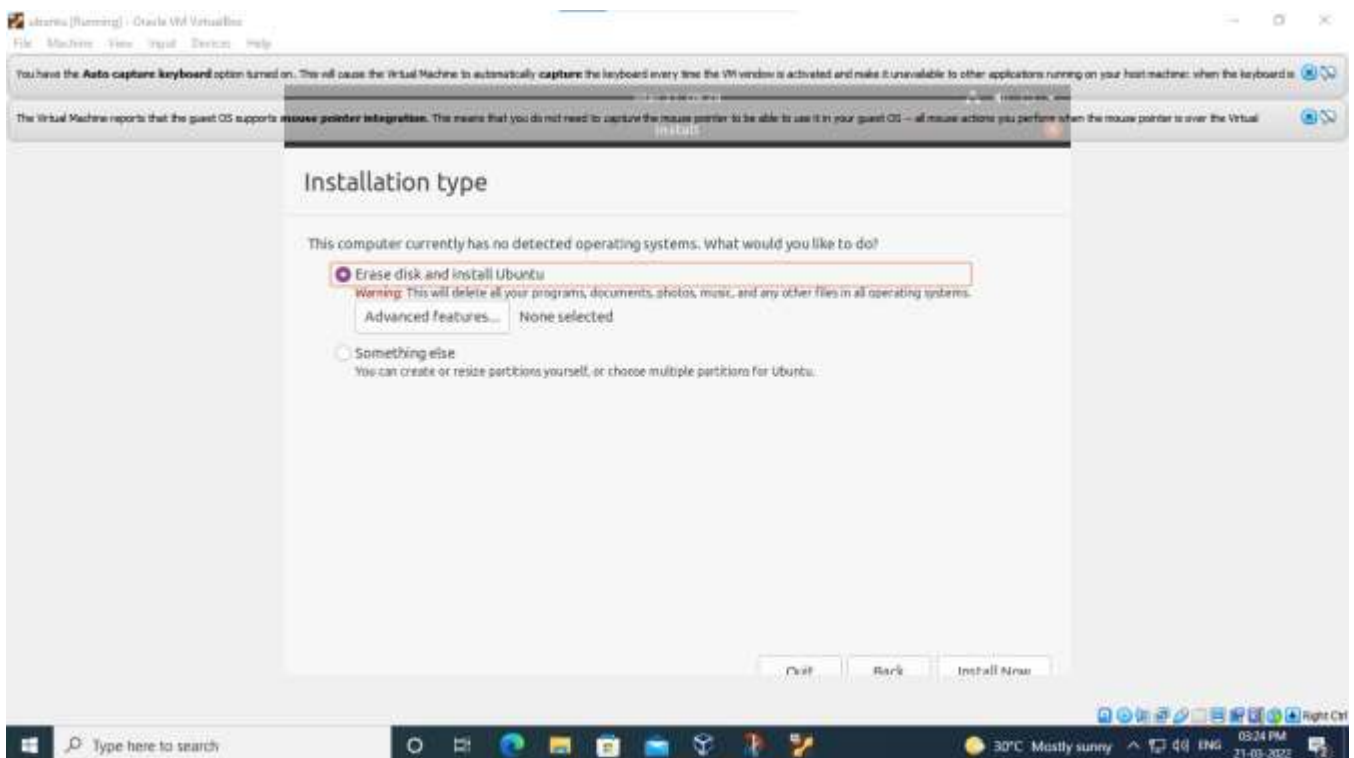 ubuntu [Running] - Oracle VM VirtualBox
File Machine View Input Devices Help
You have the Auto capture keyboard option turned on. This will cause the Virtual Machine to automatically capture the keyboard every time the VM window is activated and make it unavailable to other applications running on your host machine: when the keyboard is
The Virtual Machine reports that the guest OS supports mouse pointer integration. This means that you do not need to capture the mouse pointer to be able to use it in your guest OS -- all mouse actions you perform when the mouse pointer is over the Virtual
Install
Installation type
This computer currently has no detected operating systems. What would you like to do?
Erase disk and install Ubuntu
Warning: This will delete all your programs, documents, photos, music, and any other files in all operating systems.
Advanced features... None selected
Something else
You can create or resize partitions yourself, or choose multiple partitions for Ubuntu.
Quit Back Install Now
Right Ctrl
Type here to search
30°C Mostly sunny ENG 03:24 PM
21-03-2022